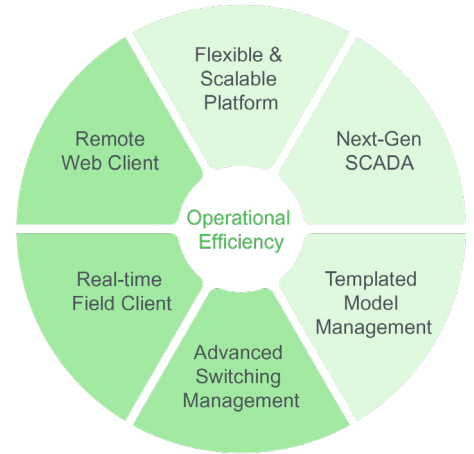 Flexible &
Scalable
Platform
Next-Gen
SCADA
Templated
Model
Management
Advanced
Switching
Management
Real-time
Field Client
Remote
Web Client
Operational
Efficiency